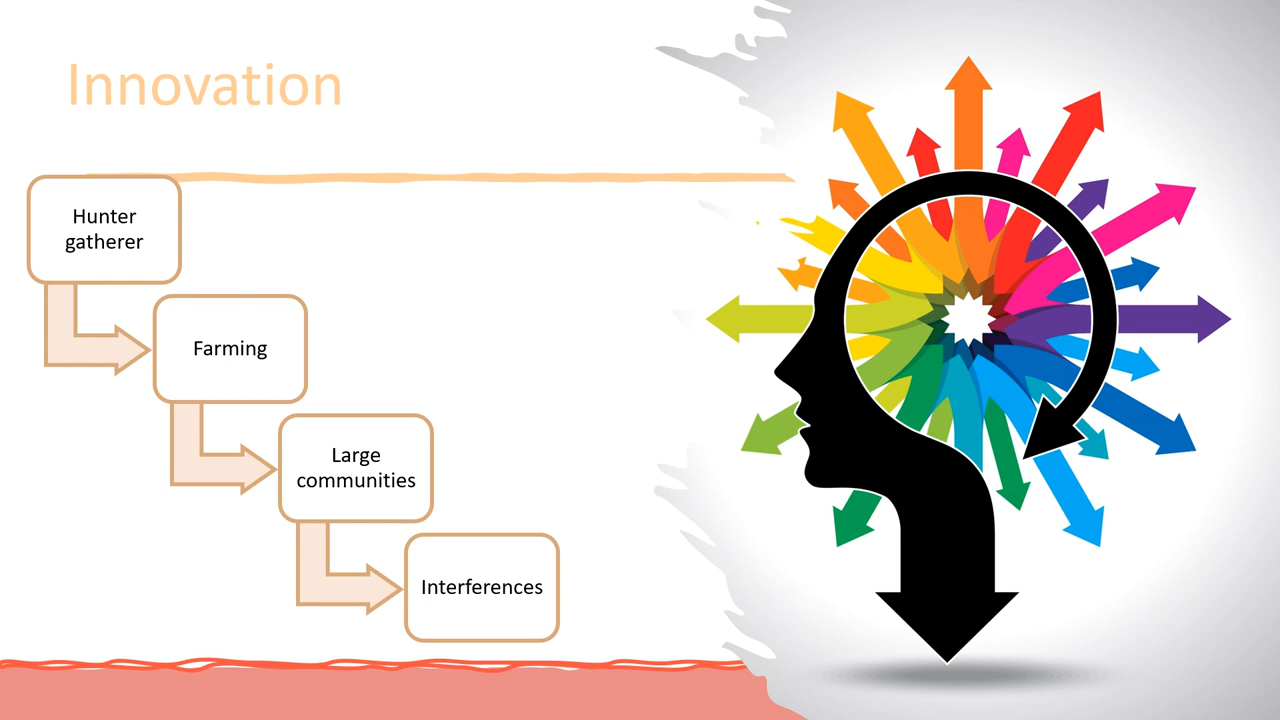 Innovation
Hunter
gatherer
Farming
Large
communities
Interferences